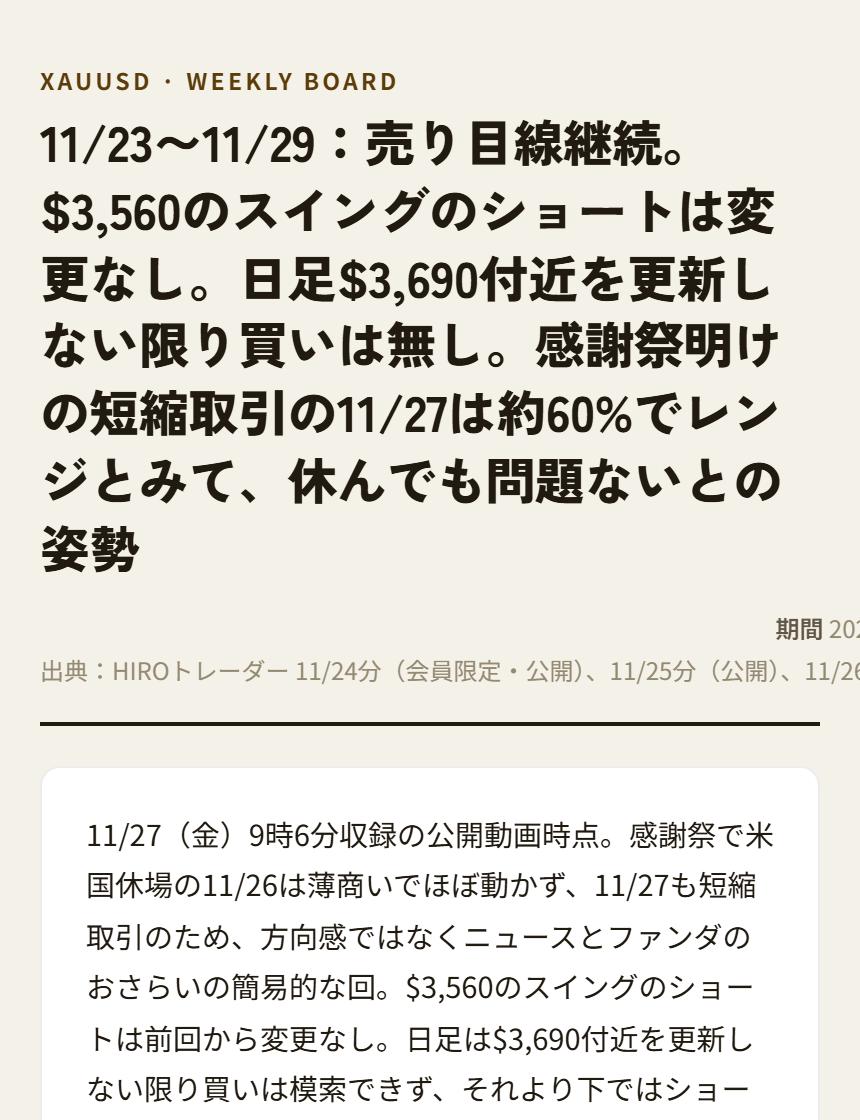 XAUUSD · WEEKLY BOARD
11/23〜11/29：売り目線継続。
$3,560のスイングのショートは変
更なし。日足$3,690付近を更新し
ない限り買いは無し。感謝祭明け
の短縮取引の11/27は約60%でレン
ジとみて、休んでも問題ないとの
姿勢
期間 202
出典：HIROトレーダー 11/24分（会員限定・公開）、11/25分（公開）、11/26
11/27（金）9時6分収録の公開動画時点。感謝祭で米
国休場の11/26は薄商いでほぼ動かず、11/27も短縮
取引のため、方向感ではなくニュースとファンダの
おさらいの簡易的な回。$3,560のスイングのショー
トは前回から変更なし。日足は$3,690付近を更新し
ない限り買いは模索できず、それより下ではショー